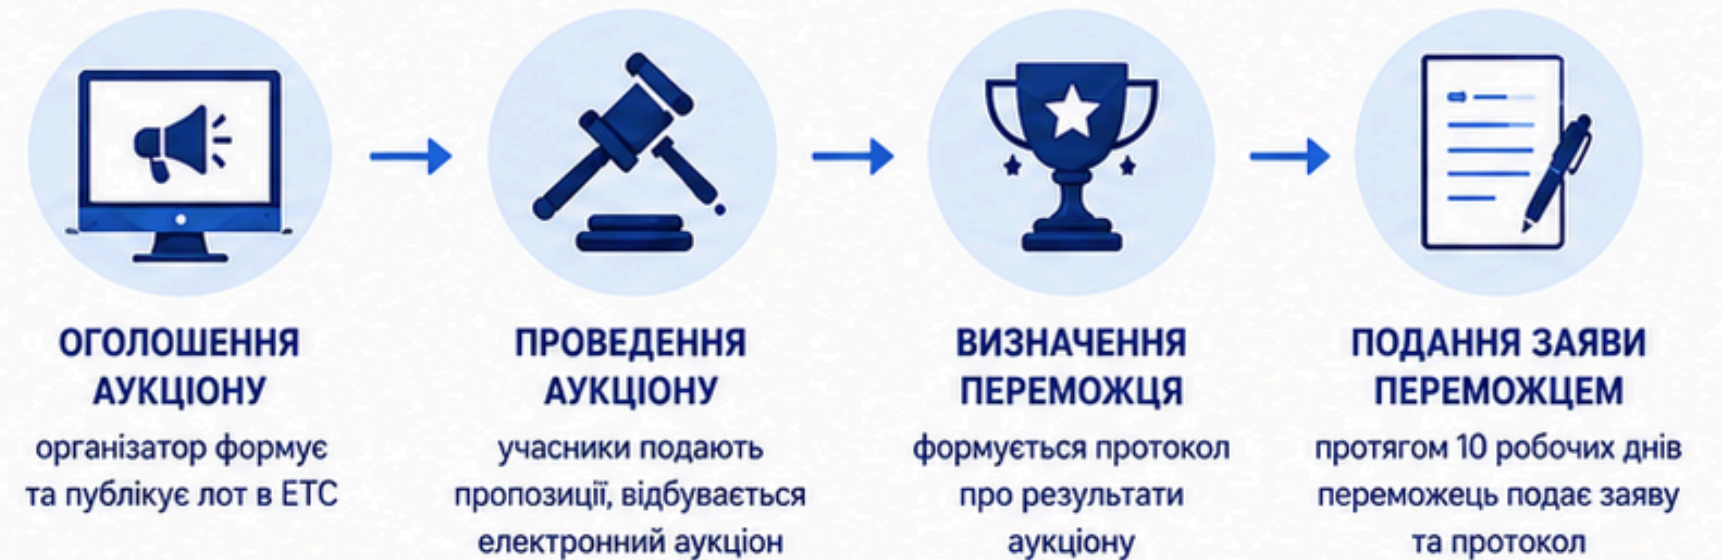 ОГОЛОШЕННЯ
АУКЦІОНУ
організатор формує
та публікує лот в ЕТС
ПРОВЕДЕННЯ
АУКЦІОНУ
учасники подають
пропозиції, відбувається
електронний аукціон
ВИЗНАЧЕННЯ
ПЕРЕМОЖЦЯ
формується протокол
про результати
аукціону
ПОДАННЯ ЗАЯВИ
ПЕРЕМОЖЦЕМ
протягом 10 робочих днів
переможець подає заяву
та протокол